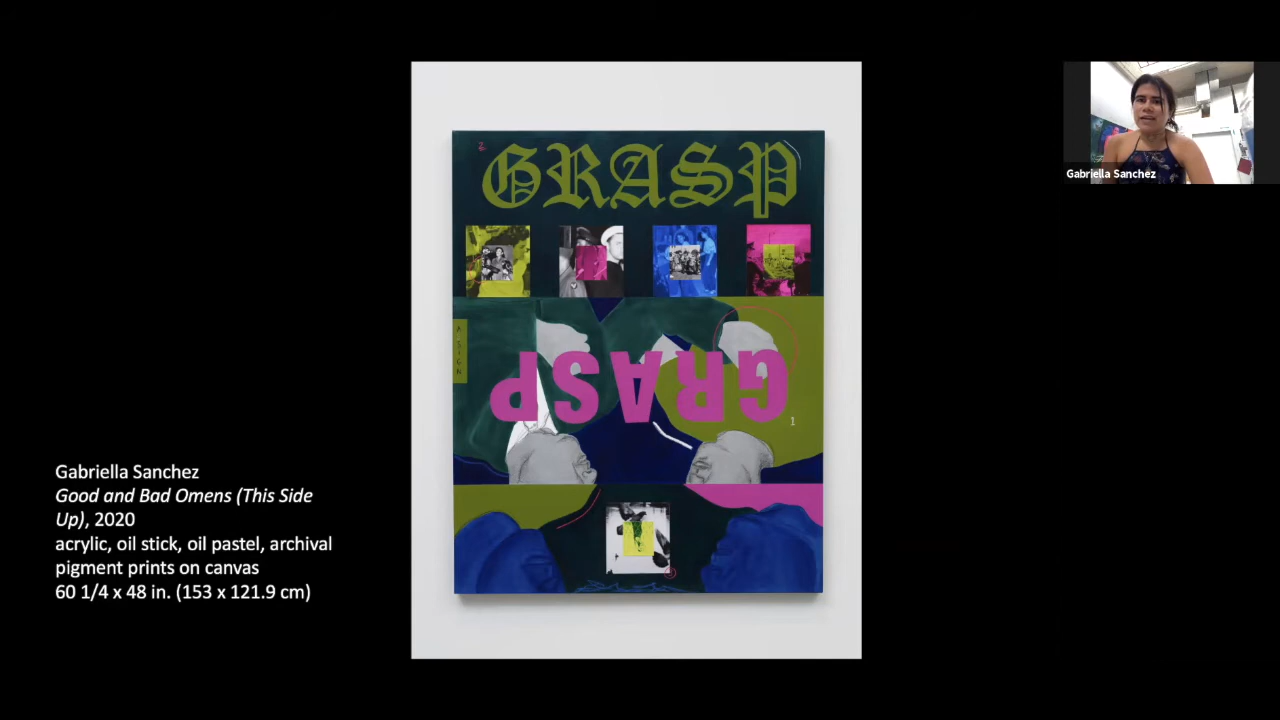 GRASP
GRASP
1
Gabriella Sanchez
Gabriella Sanchez
Good and Bad Omens (This Side
Up), 2020
acrylic, oil stick, oil pastel, archival
pigment prints on canvas
60 1/4 x 48 in. (153 x 121.9 cm)